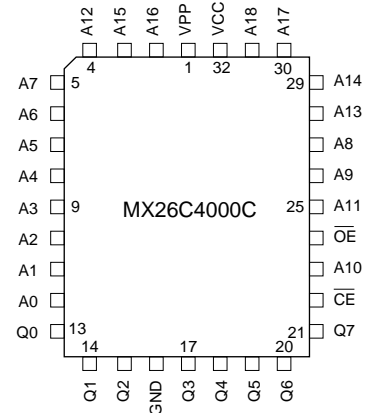 A12 A15 A16 VPP VCC A18 A17
4 1 32 30
A7 5 29 A14
A6 A13
A5 A8
A4 A9
A3 9 MX26C4000C 25 A11
A2 OE
A1 A10
A0 CE
Q0 13 21 Q7
14 17 20
Q1 Q2 GND Q3 Q4 Q5 Q6